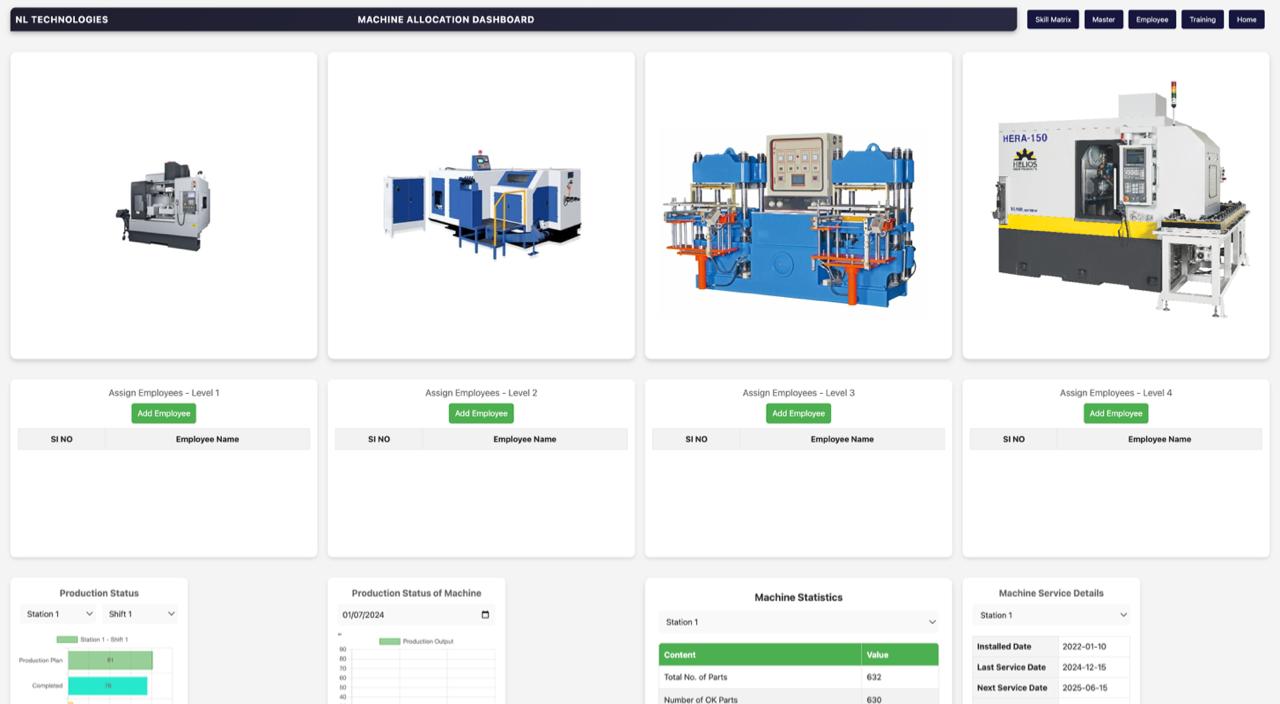 NL TECHNOLOGIES
MACHINE ALLOCATION DASHBOARD
Skill Matrix
Master
Employee
Training
Home
HERA-150
HELIOS
Assign Employees - Level 1
Add Employee
SI NO Employee Name
Assign Employees - Level 2
Add Employee
SI NO Employee Name
Assign Employees - Level 3
Add Employee
SI NO Employee Name
Assign Employees - Level 4
Add Employee
SI NO Employee Name
Production Status
Station 1 Shift 1
Station 1 - Shift 1
Production Plan 81
Completed 76
Production Status of Machine
01/07/2024
Production Output
90
80
70
60
50
40
Machine Statistics
Station 1
Content Value
Total No. of Parts 632
Number of OK Parts 630
Machine Service Details
Station 1
Installed Date 2022-01-10
Last Service Date 2024-12-15
Next Service Date 2025-06-15